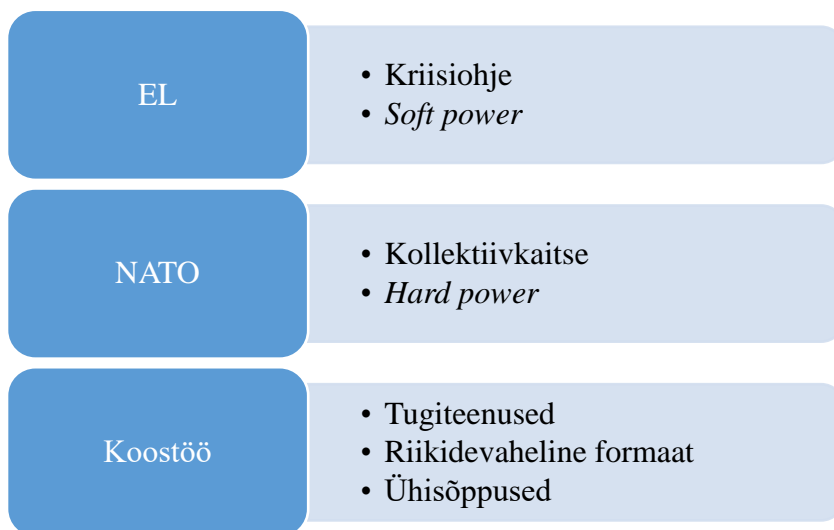 EL
• Kriisiohje
• Soft power
NATO
• Kollektiivkaitse
• Hard power
Koostöö
• Tugiteenused
• Riikidevaheline formaat
• Ühisõppused